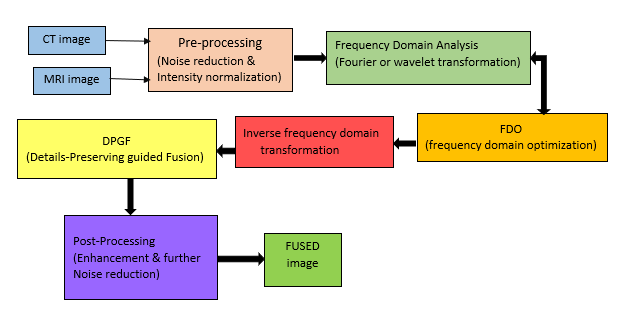 CT image
MRI image
Pre-processing
(Noise reduction &
Intensity normalization)
Frequency Domain Analysis
(Fourier or wavelet transformation)
FDO
(frequency domain optimization)
Inverse frequency domain
transformation
DPGF
(Details-Preserving guided Fusion)
Post-Processing
(Enhancement & further
Noise reduction)
FUSED
image